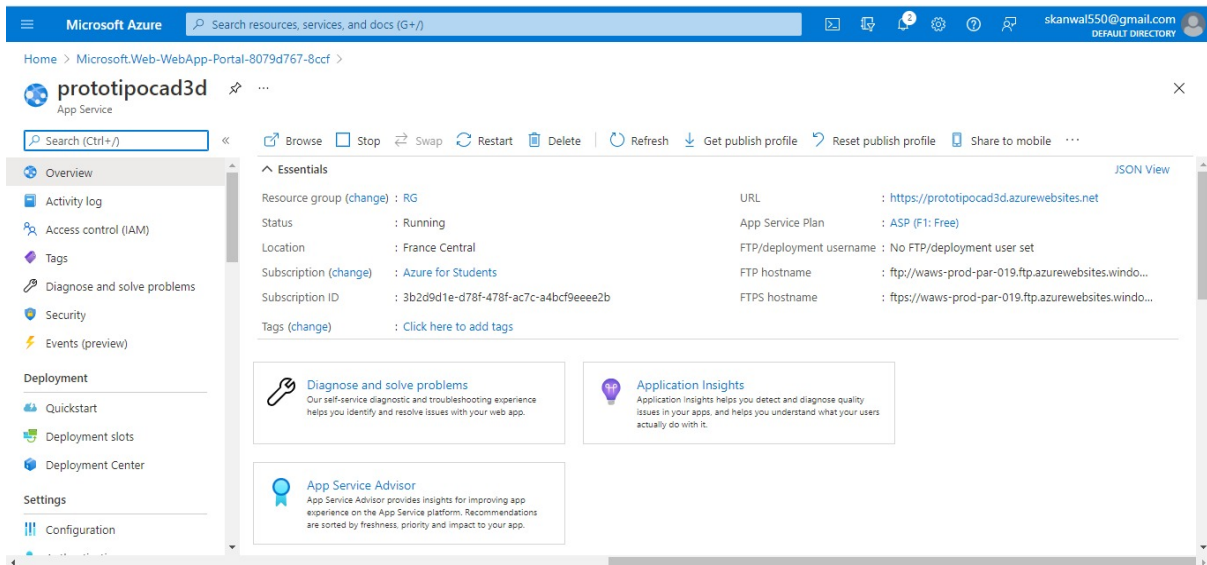 Microsoft Azure
Search resources, services, and docs (G+/)
2
skanwal550@gmail.com
DEFAULT DIRECTORY
Home > Microsoft.Web-WebApp-Portal-8079d767-8ccf >
prototipocad3d
App Service
Search (Ctrl+/)
Browse Stop Swap Restart Delete Refresh Get publish profile Reset publish profile Share to mobile
Overview
Activity log
Access control (IAM)
Tags
Diagnose and solve problems
Security
Events (preview)
Deployment
Quickstart
Deployment slots
Deployment Center
Settings
Configuration
Essentials
JSON View
Resource group (change) : RG
Status : Running
Location : France Central
Subscription (change) : Azure for Students
Subscription ID : 3b2d9d1e-d78f-478f-ac7c-a4bcf9eeee2b
Tags (change) : Click here to add tags
URL : https://prototipocad3d.azurewebsites.net
App Service Plan : ASP (F1: Free)
FTP/deployment username : No FTP/deployment user set
FTP hostname : ftp://waws-prod-par-019.ftp.azurewebsites.windo...
FTPS hostname : ftps://waws-prod-par-019.ftp.azurewebsites.windo...
Diagnose and solve problems
Our self-service diagnostic and troubleshooting experience
helps you identify and resolve issues with your web app.
Application Insights
Application Insights helps you detect and diagnose quality
issues in your apps, and helps you understand what your users
actually do with it.
App Service Advisor
App Service Advisor provides insights for improving app
experience on the App Service platform. Recommendations
are sorted by freshness, priority and impact to your app.